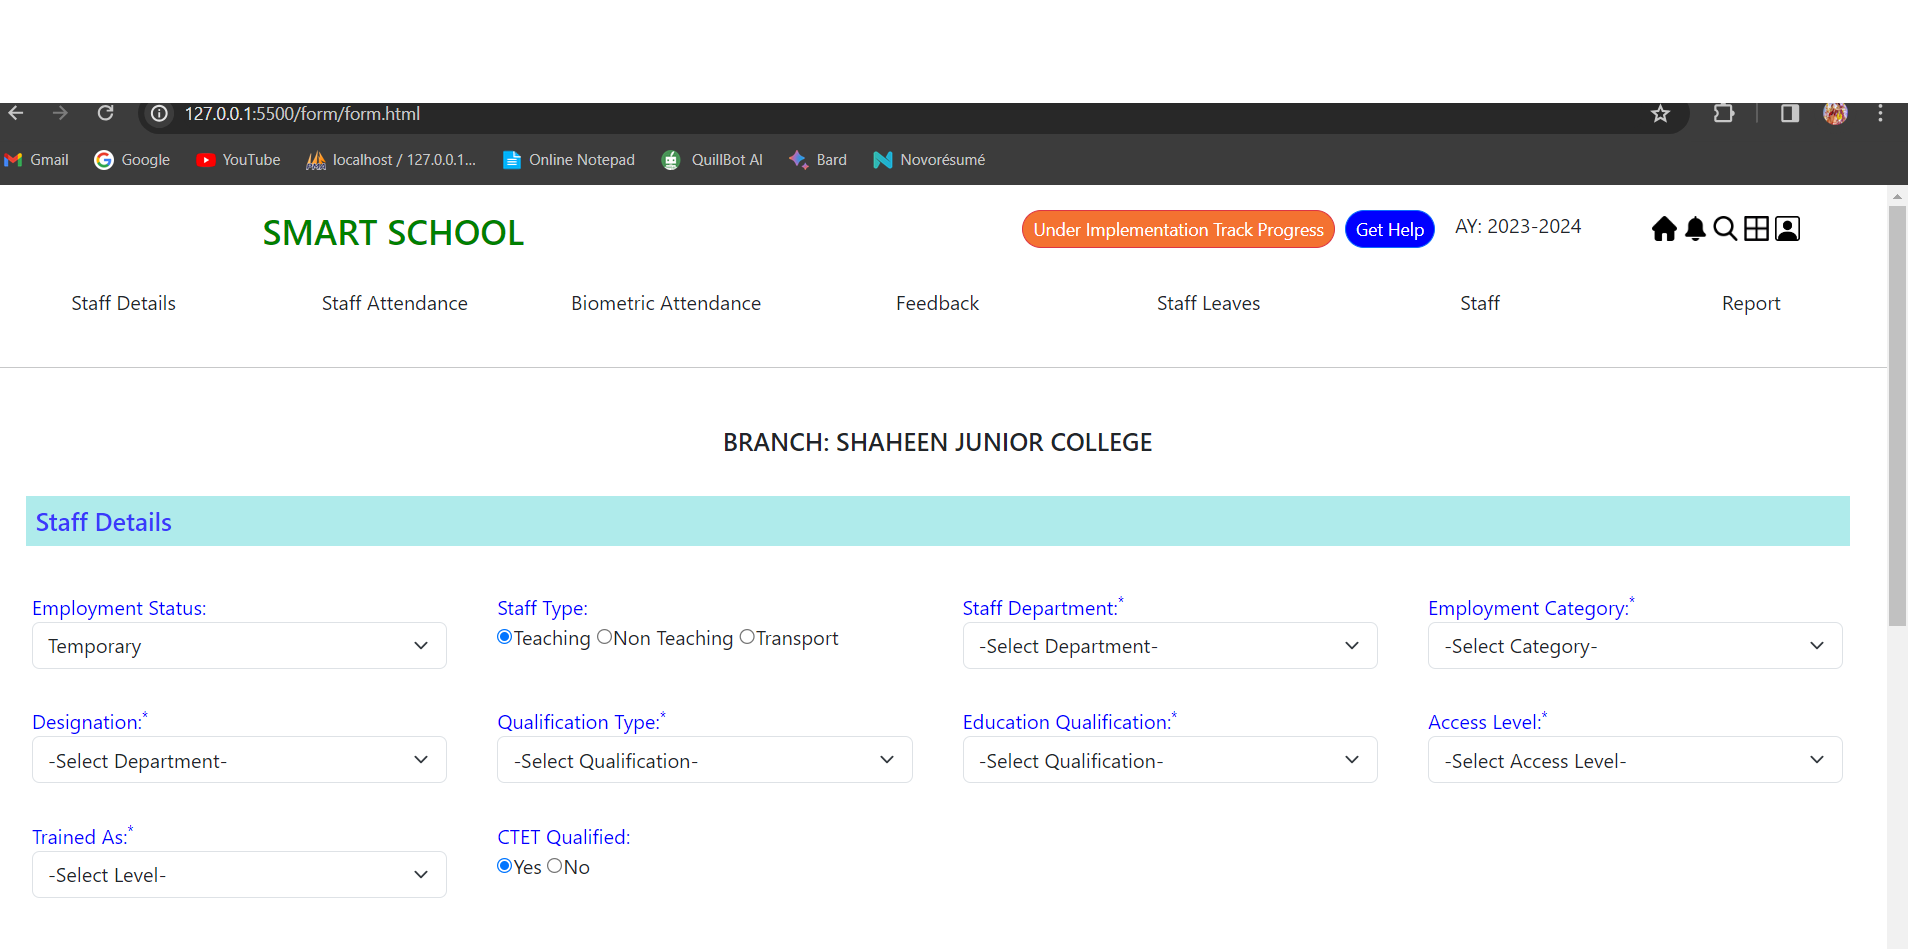 127.0.0.1:5500/form/form.html
Gmail Google YouTube localhost / 127.0.0.1... Online Notepad QuillBot AI Bard Novorésumé
SMART SCHOOL Under Implementation Track Progress Get Help AY: 2023-2024
Staff Details Staff Attendance Biometric Attendance Feedback Staff Leaves Staff Report
BRANCH: SHAHEEN JUNIOR COLLEGE
Staff Details
Employment Status: Staff Type: Staff Department:* Employment Category:*
Temporary Teaching Non Teaching Transport -Select Department- -Select Category-
Designation:* Qualification Type:* Education Qualification:* Access Level:*
-Select Department- -Select Qualification- -Select Qualification- -Select Access Level-
Trained As:* CTET Qualified:
-Select Level- Yes No